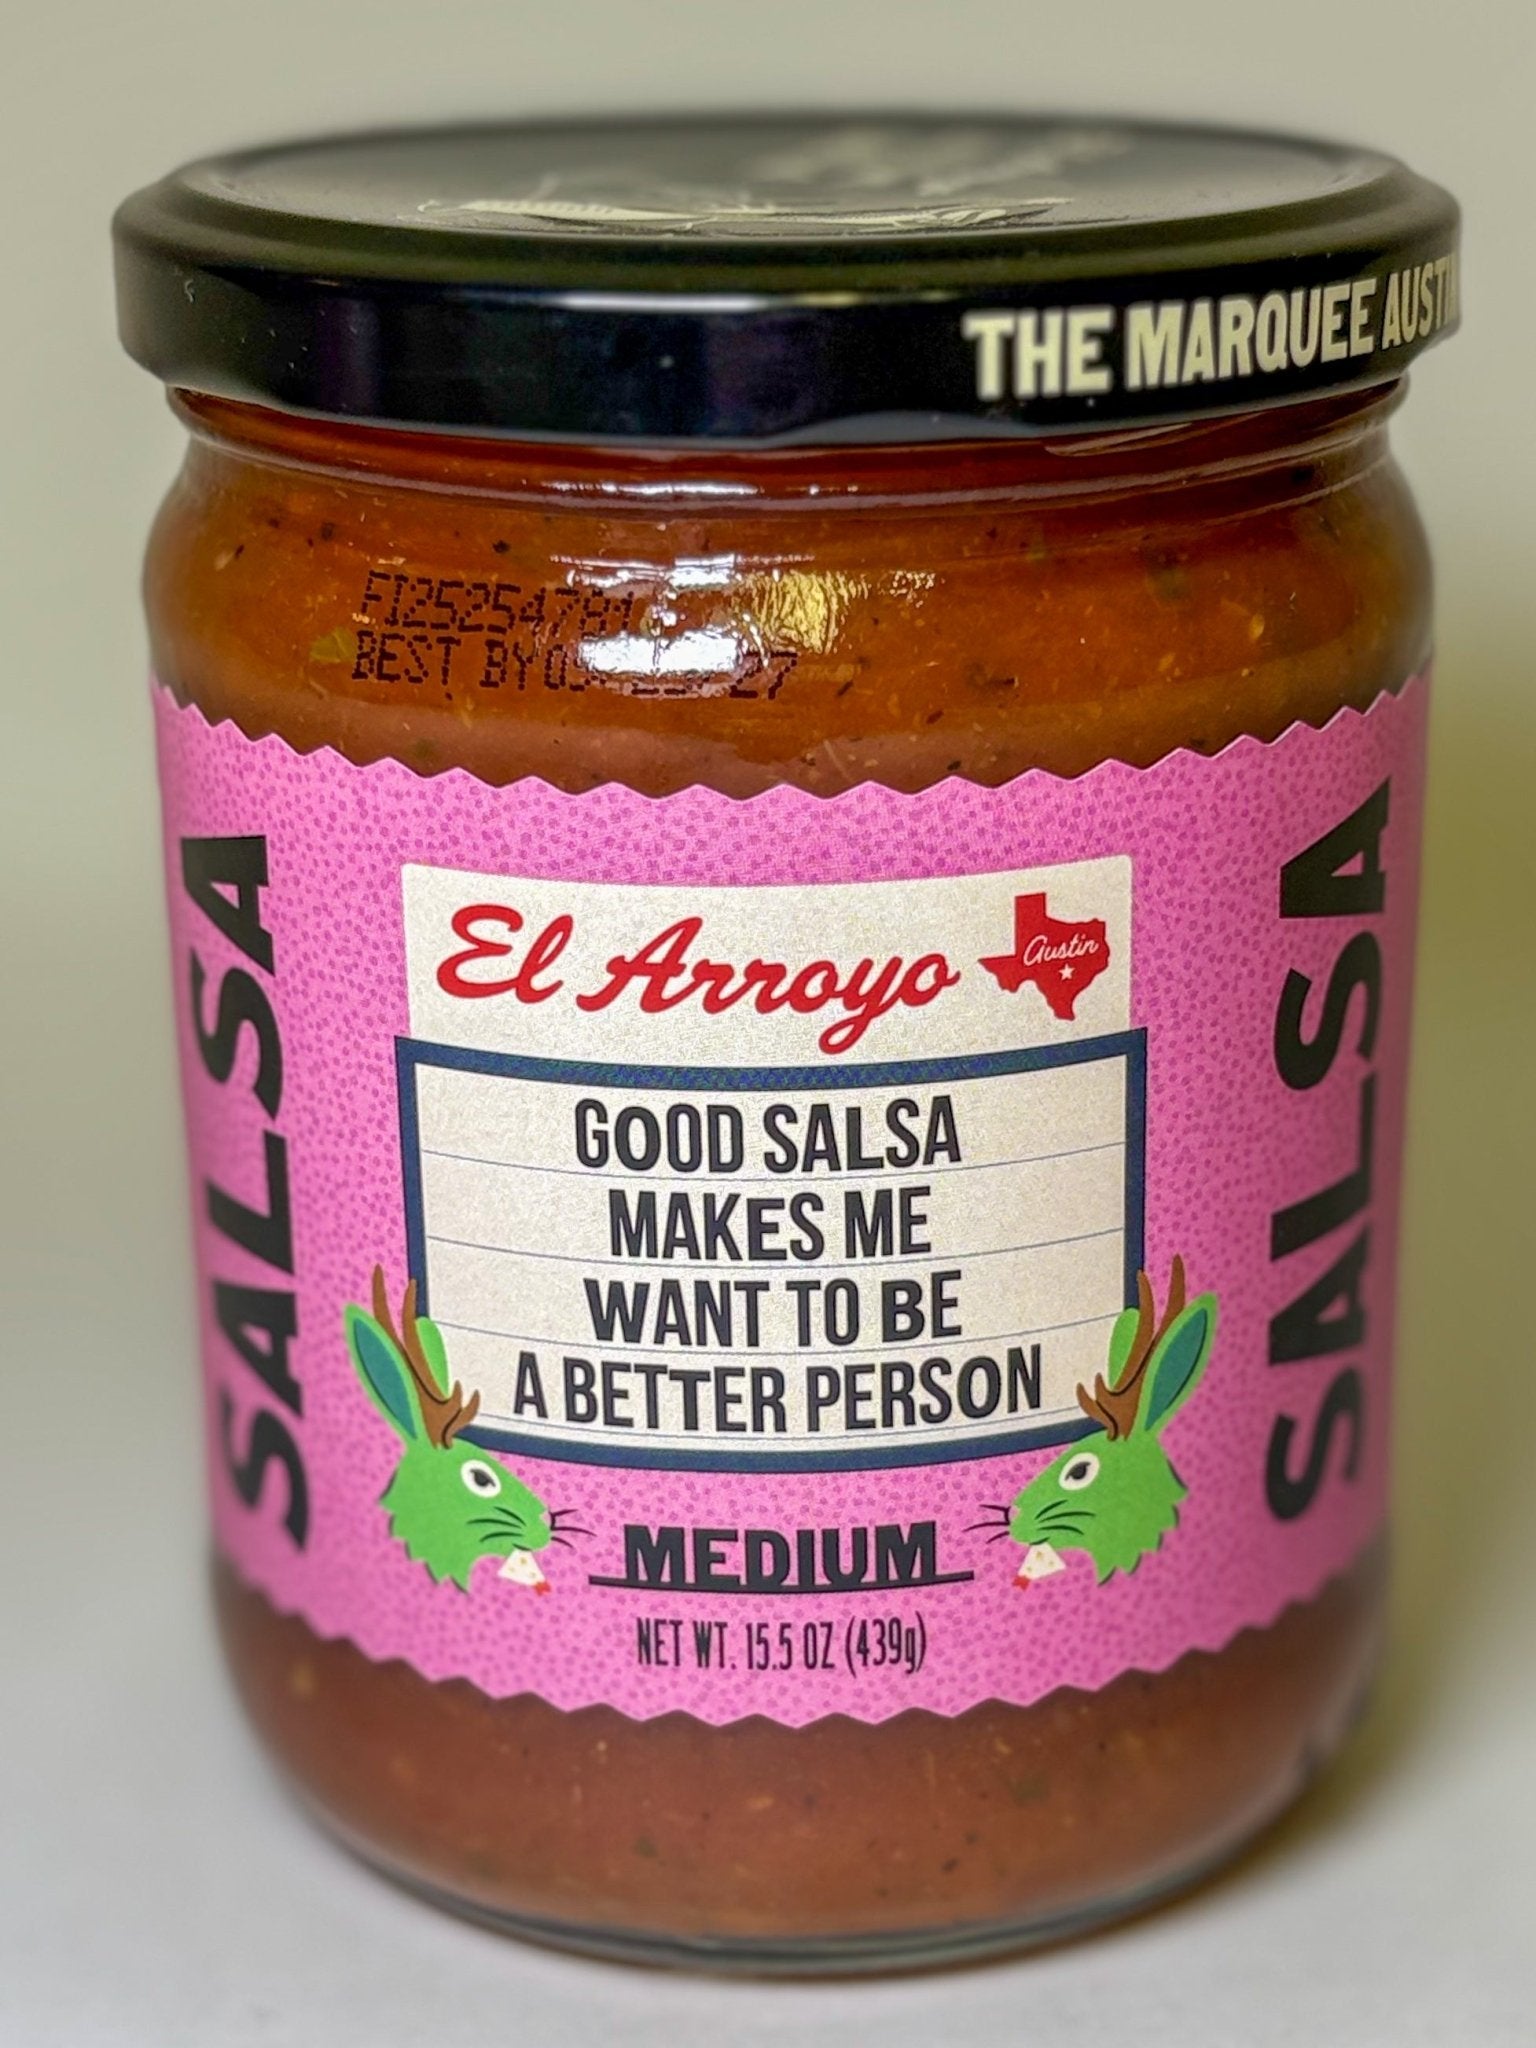 THE MARQUEE
FI25254781
BEST BY
SALSA
El Arroyo
Austin
GOOD SALSA
MAKES ME
WANT TO BE
A BETTER PERSON
MEDIUM
NET WT. 15.5 OZ (439g)
SALSA